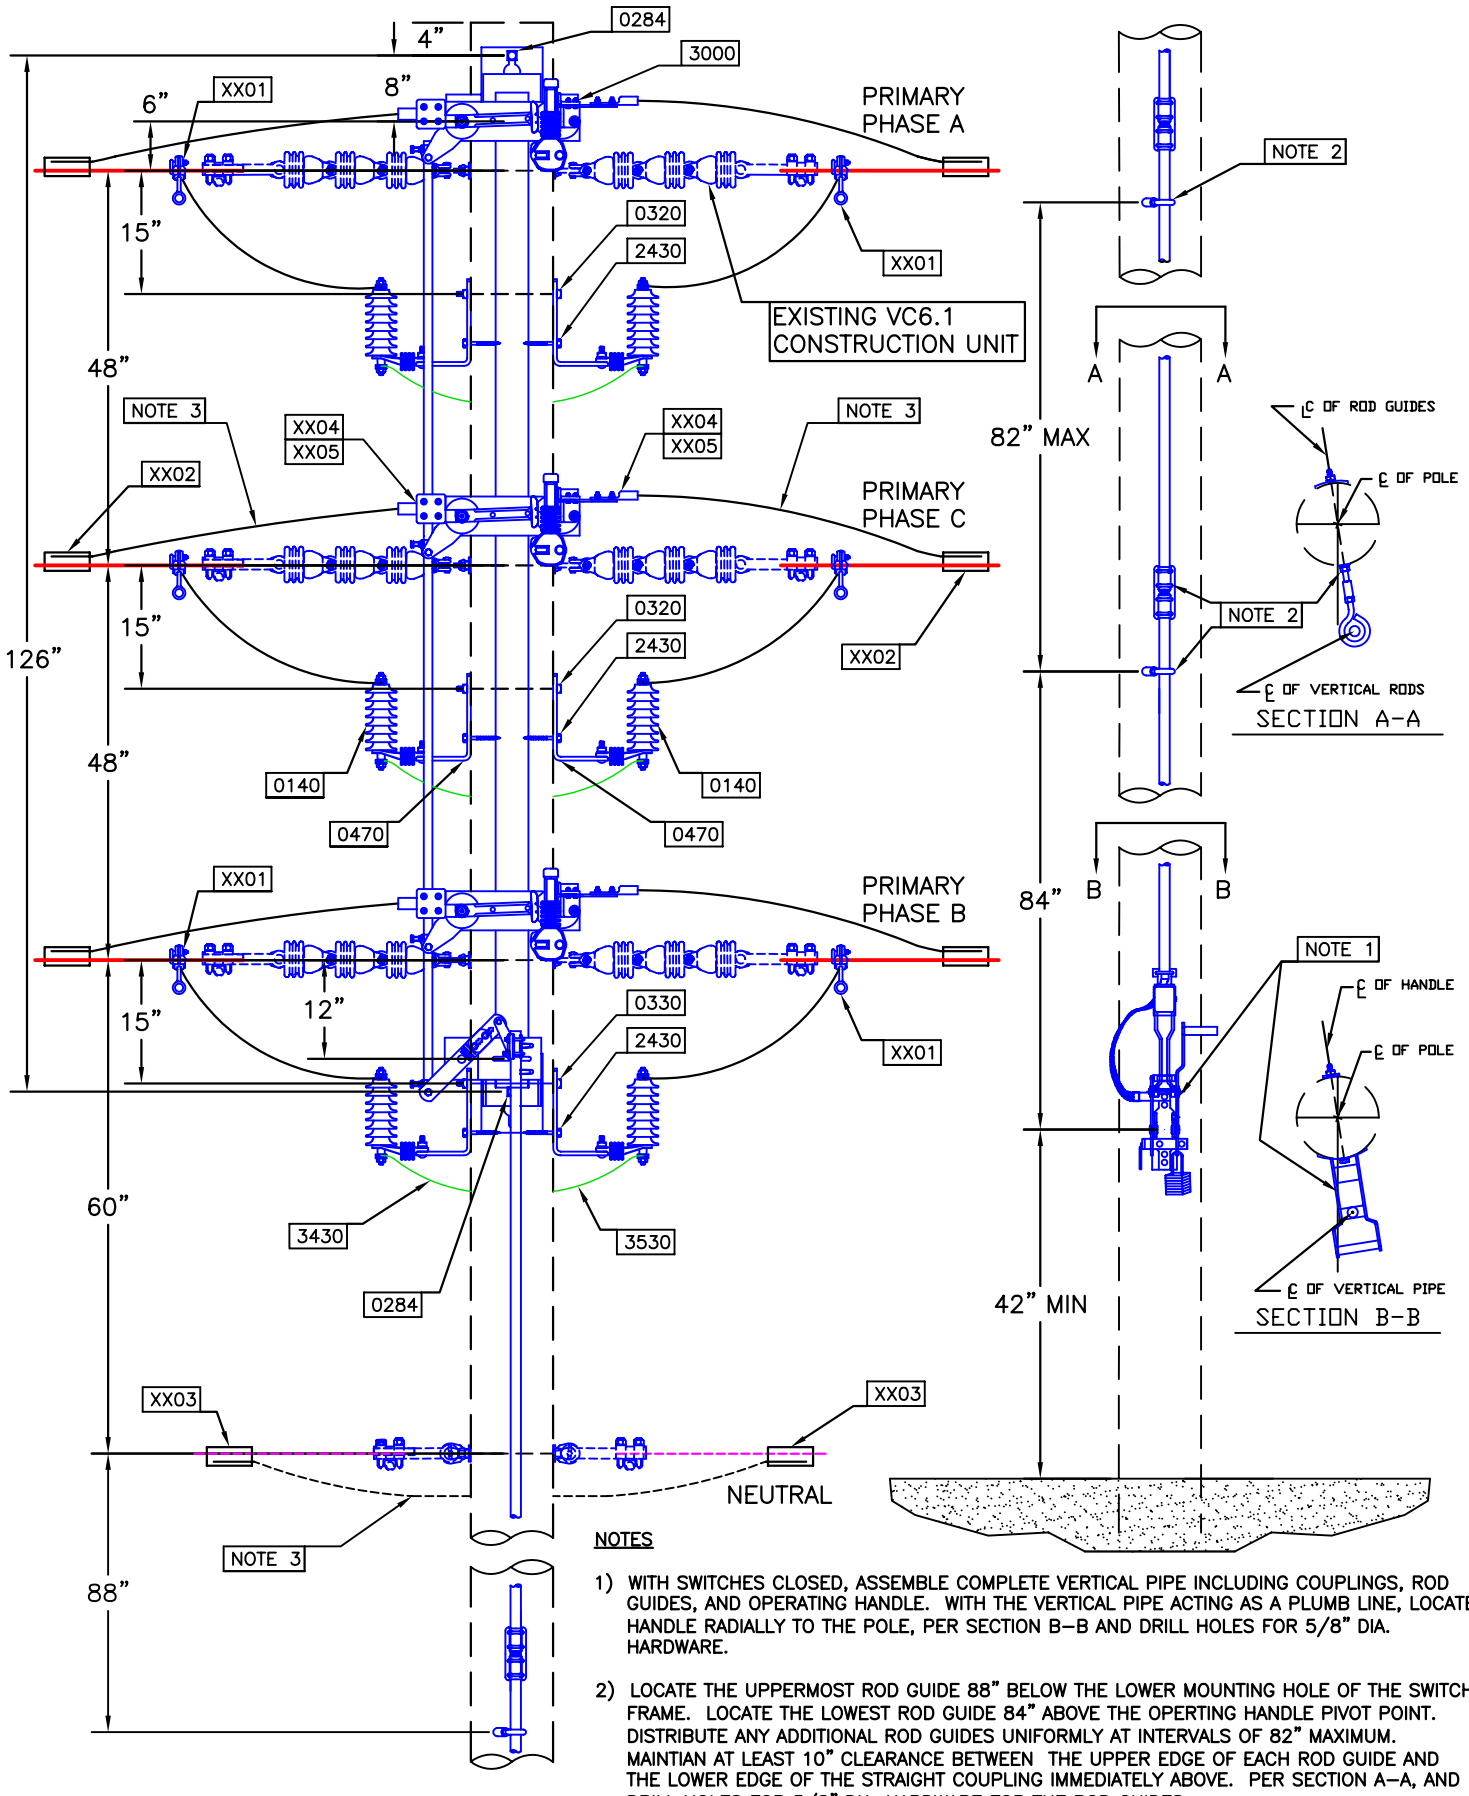 4”
0284
3000
8”
XX01
6”
PRIMARY
PHASE A
NOTE 2
0320
15”
2430
XX01
EXISTING VC6.1
CONSTRUCTION UNIT
A
A
48”
NOTE 3
XX04
XX05
XX04
XX05
NOTE 3
82” MAX
℄ OF ROD GUIDES
XX02
PRIMARY
PHASE C
℄ OF POLE
0320
15”
2430
126”
XX02
NOTE 2
℄ OF VERTICAL RODS
SECTION A-A
48”
0140
0140
0470
0470
XX01
PRIMARY
PHASE B
84”
B
B
NOTE 1
12”
15”
0330
2430
XX01
℄ OF HANDLE
℄ OF POLE
60”
3430
3530
0284
42” MIN
℄ OF VERTICAL PIPE
SECTION B-B
XX03
XX03
NEUTRAL
NOTE 3
88”
NOTES
1) WITH SWITCHES CLOSED, ASSEMBLE COMPLETE VERTICAL PIPE INCLUDING COUPLINGS, ROD
GUIDES, AND OPERATING HANDLE. WITH THE VERTICAL PIPE ACTING AS A PLUMB LINE, LOCATE
HANDLE RADIALLY TO THE POLE, PER SECTION B-B AND DRILL HOLES FOR 5/8” DIA.
HARDWARE.
2) LOCATE THE UPPERMOST ROD GUIDE 88” BELOW THE LOWER MOUNTING HOLE OF THE SWITCH
FRAME. LOCATE THE LOWEST ROD GUIDE 84” ABOVE THE OPERTING HANDLE PIVOT POINT.
DISTRIBUTE ANY ADDITIONAL ROD GUIDES UNIFORMLY AT INTERVALS OF 82” MAXIMUM.
MAINTIAN AT LEAST 10” CLEARANCE BETWEEN THE UPPER EDGE OF EACH ROD GUIDE AND
THE LOWER EDGE OF THE STRAIGHT COUPLING IMMEDIATELY ABOVE. PER SECTION A-A, AND